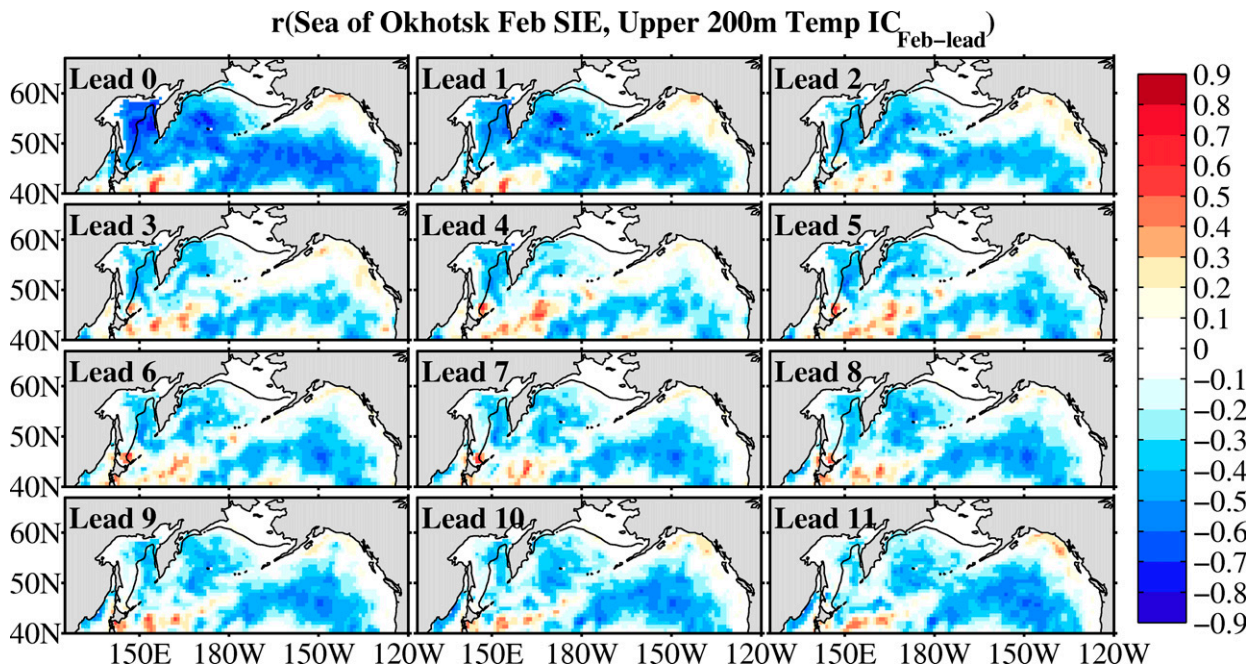 r(Sea of Okhotsk Feb SIE, Upper 200m Temp IC_Feb−lead)
Lead 0 Lead 1 Lead 2
60N
50N
40N
Lead 3 Lead 4 Lead 5
60N
50N
40N
Lead 6 Lead 7 Lead 8
60N
50N
40N
Lead 9 Lead 10 Lead 11
60N
50N
40N
150E 180W 150W 120W 150E 180W 150W 120W 150E 180W 150W 120W
0.9
0.8
0.7
0.6
0.5
0.4
0.3
0.2
0.1
0
−0.1
−0.2
−0.3
−0.4
−0.5
−0.6
−0.7
−0.8
−0.9